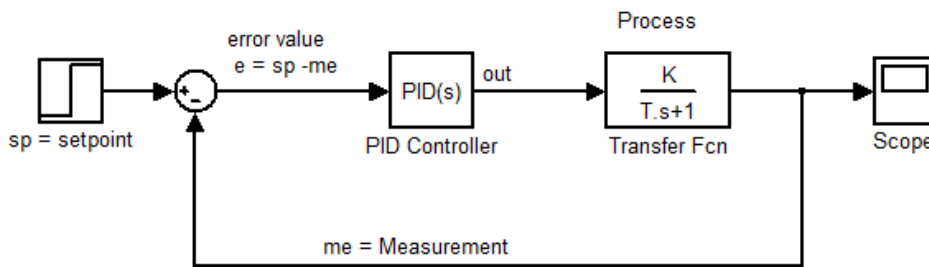 Process
error value
e = sp -me
+
-
PID(s)
out
K
T.s+1
sp = setpoint
PID Controller
Transfer Fcn
Scope
me = Measurement